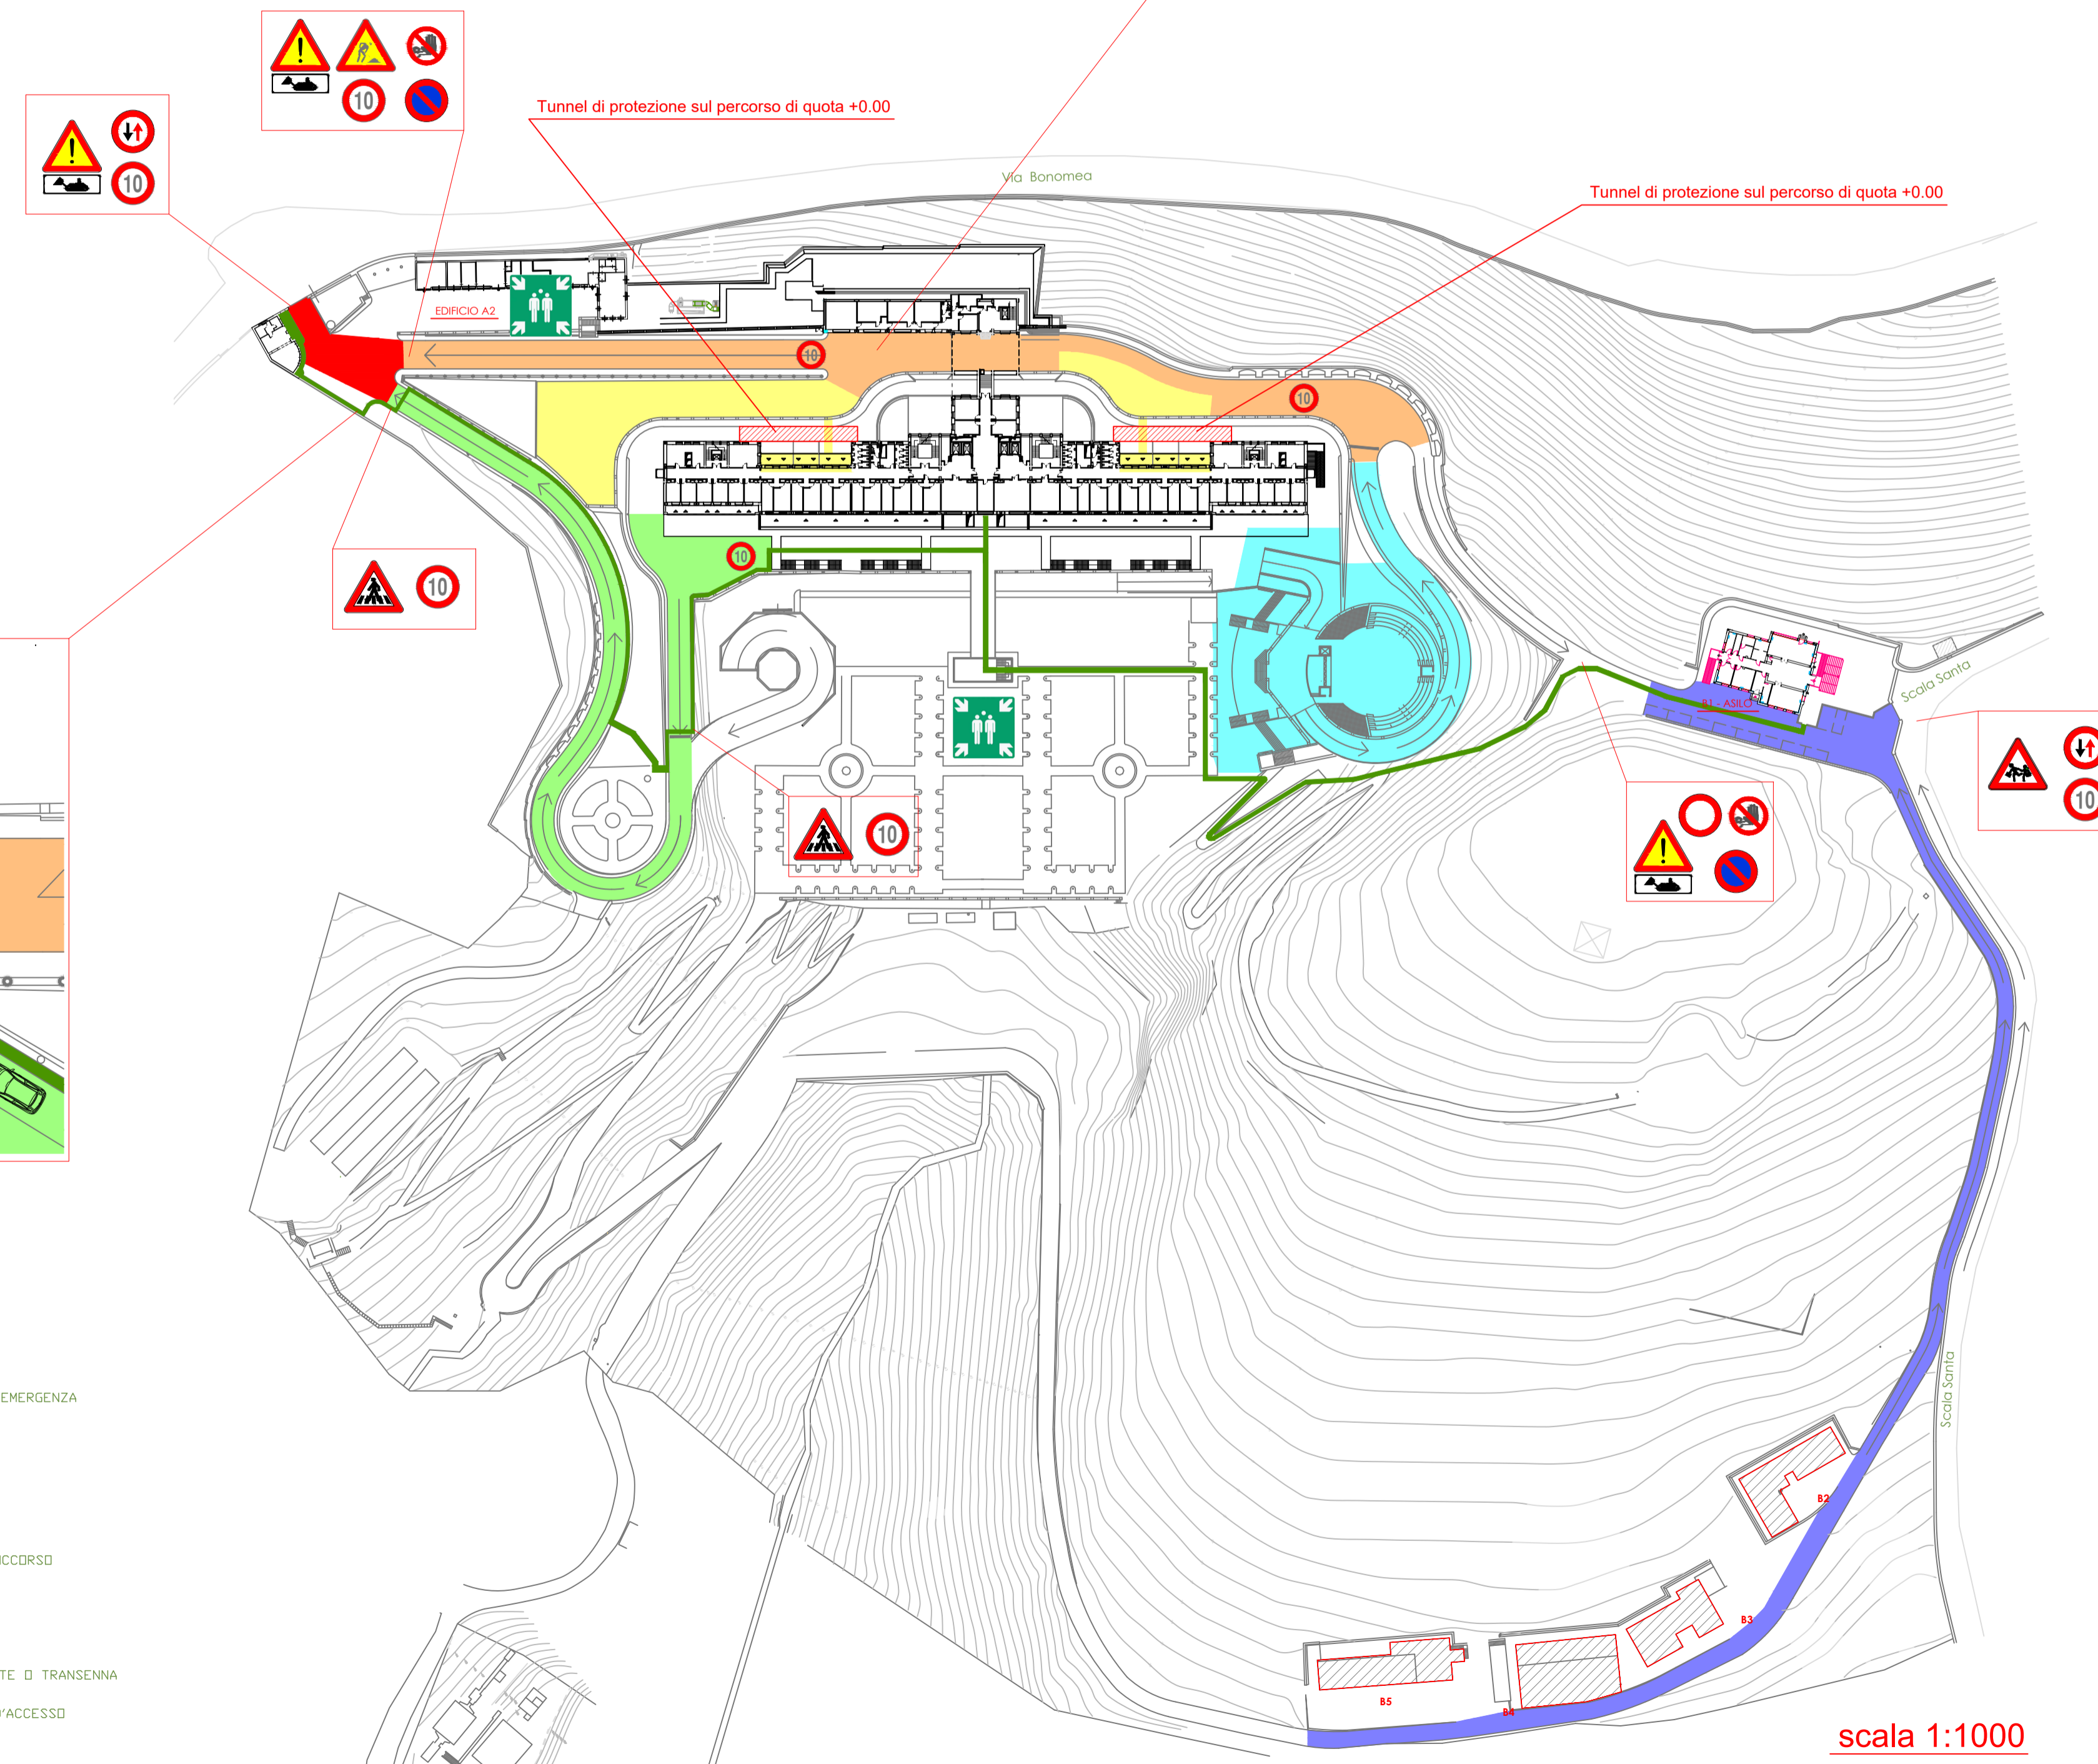 10
Tunnel di protezione sul percorso di quota +0.00
10
Via Bonomea
Tunnel di protezione sul percorso di quota +0.00
EDIFICIO A2
10
10
10
10
Scala Santa
B1 - ASILO
10
10
EMERGENZA
Scala Santa
B2
CCORSO
B3
TE O TRANSENNA
B5
B4
D'ACCESSO
scala 1:1000